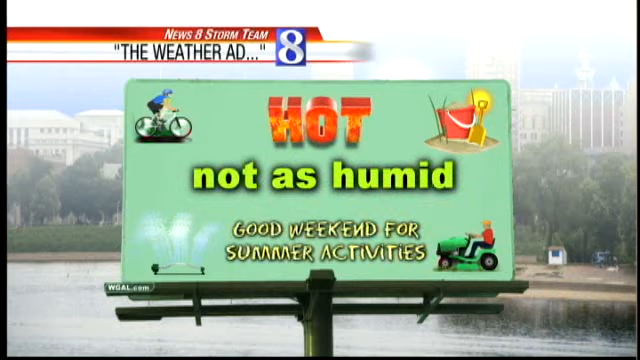 NEWS 8 STORM TEAM
"THE WEATHER AD..."
8
HOT
not as humid
GOOD WEEKEND FOR
SUMMER ACTIVITIES
WGAL.com